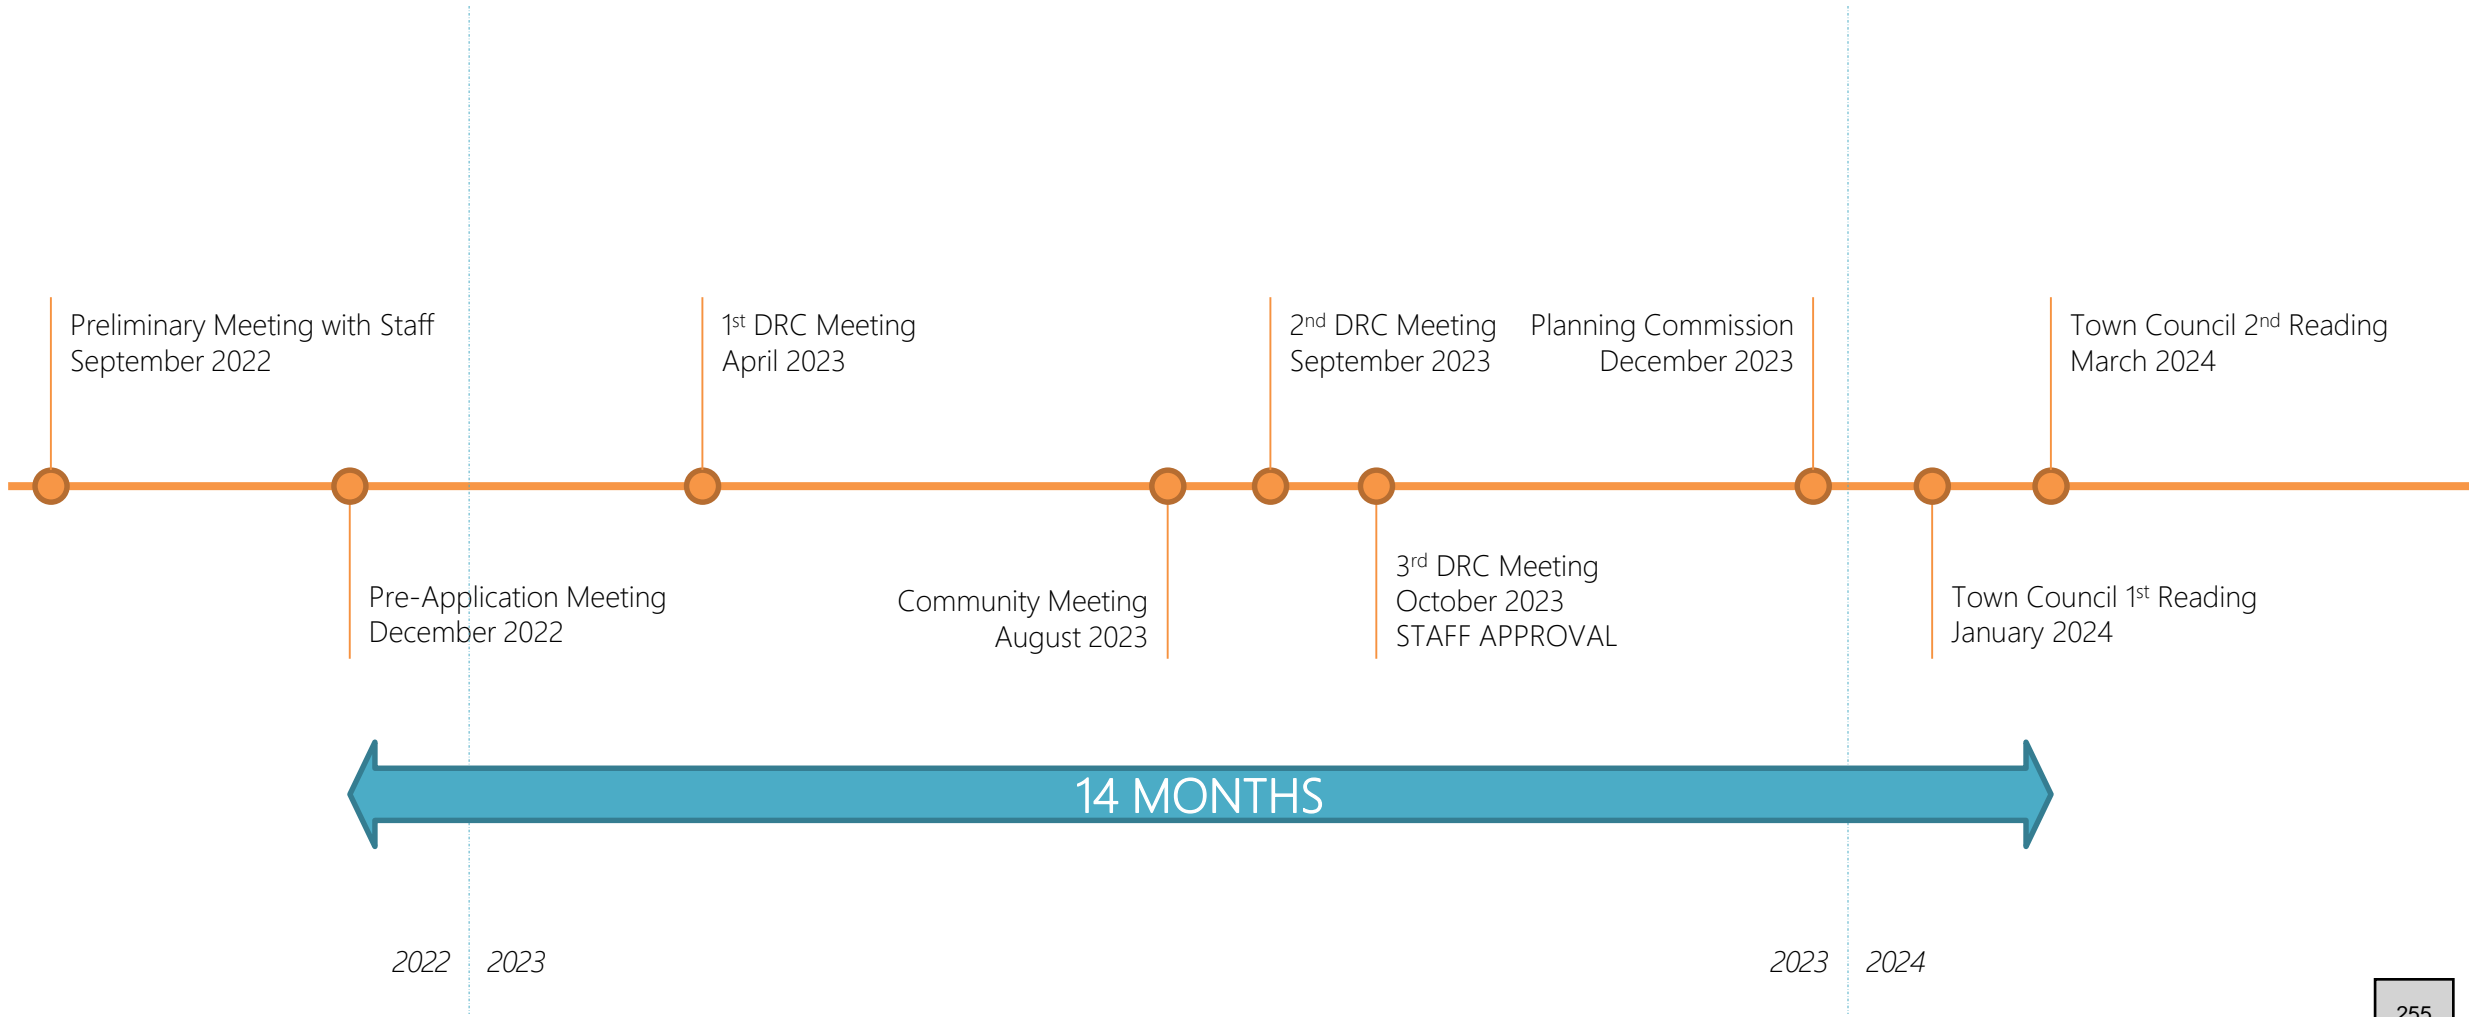 Preliminary Meeting with Staff
September 2022
1st DRC Meeting
April 2023
2nd DRC Meeting
September 2023
Planning Commission
December 2023
Town Council 2nd Reading
March 2024
Pre-Application Meeting
December 2022
Community Meeting
August 2023
3rd DRC Meeting
October 2023
STAFF APPROVAL
Town Council 1st Reading
January 2024
14 MONTHS
2022
2023
2023
2024
255